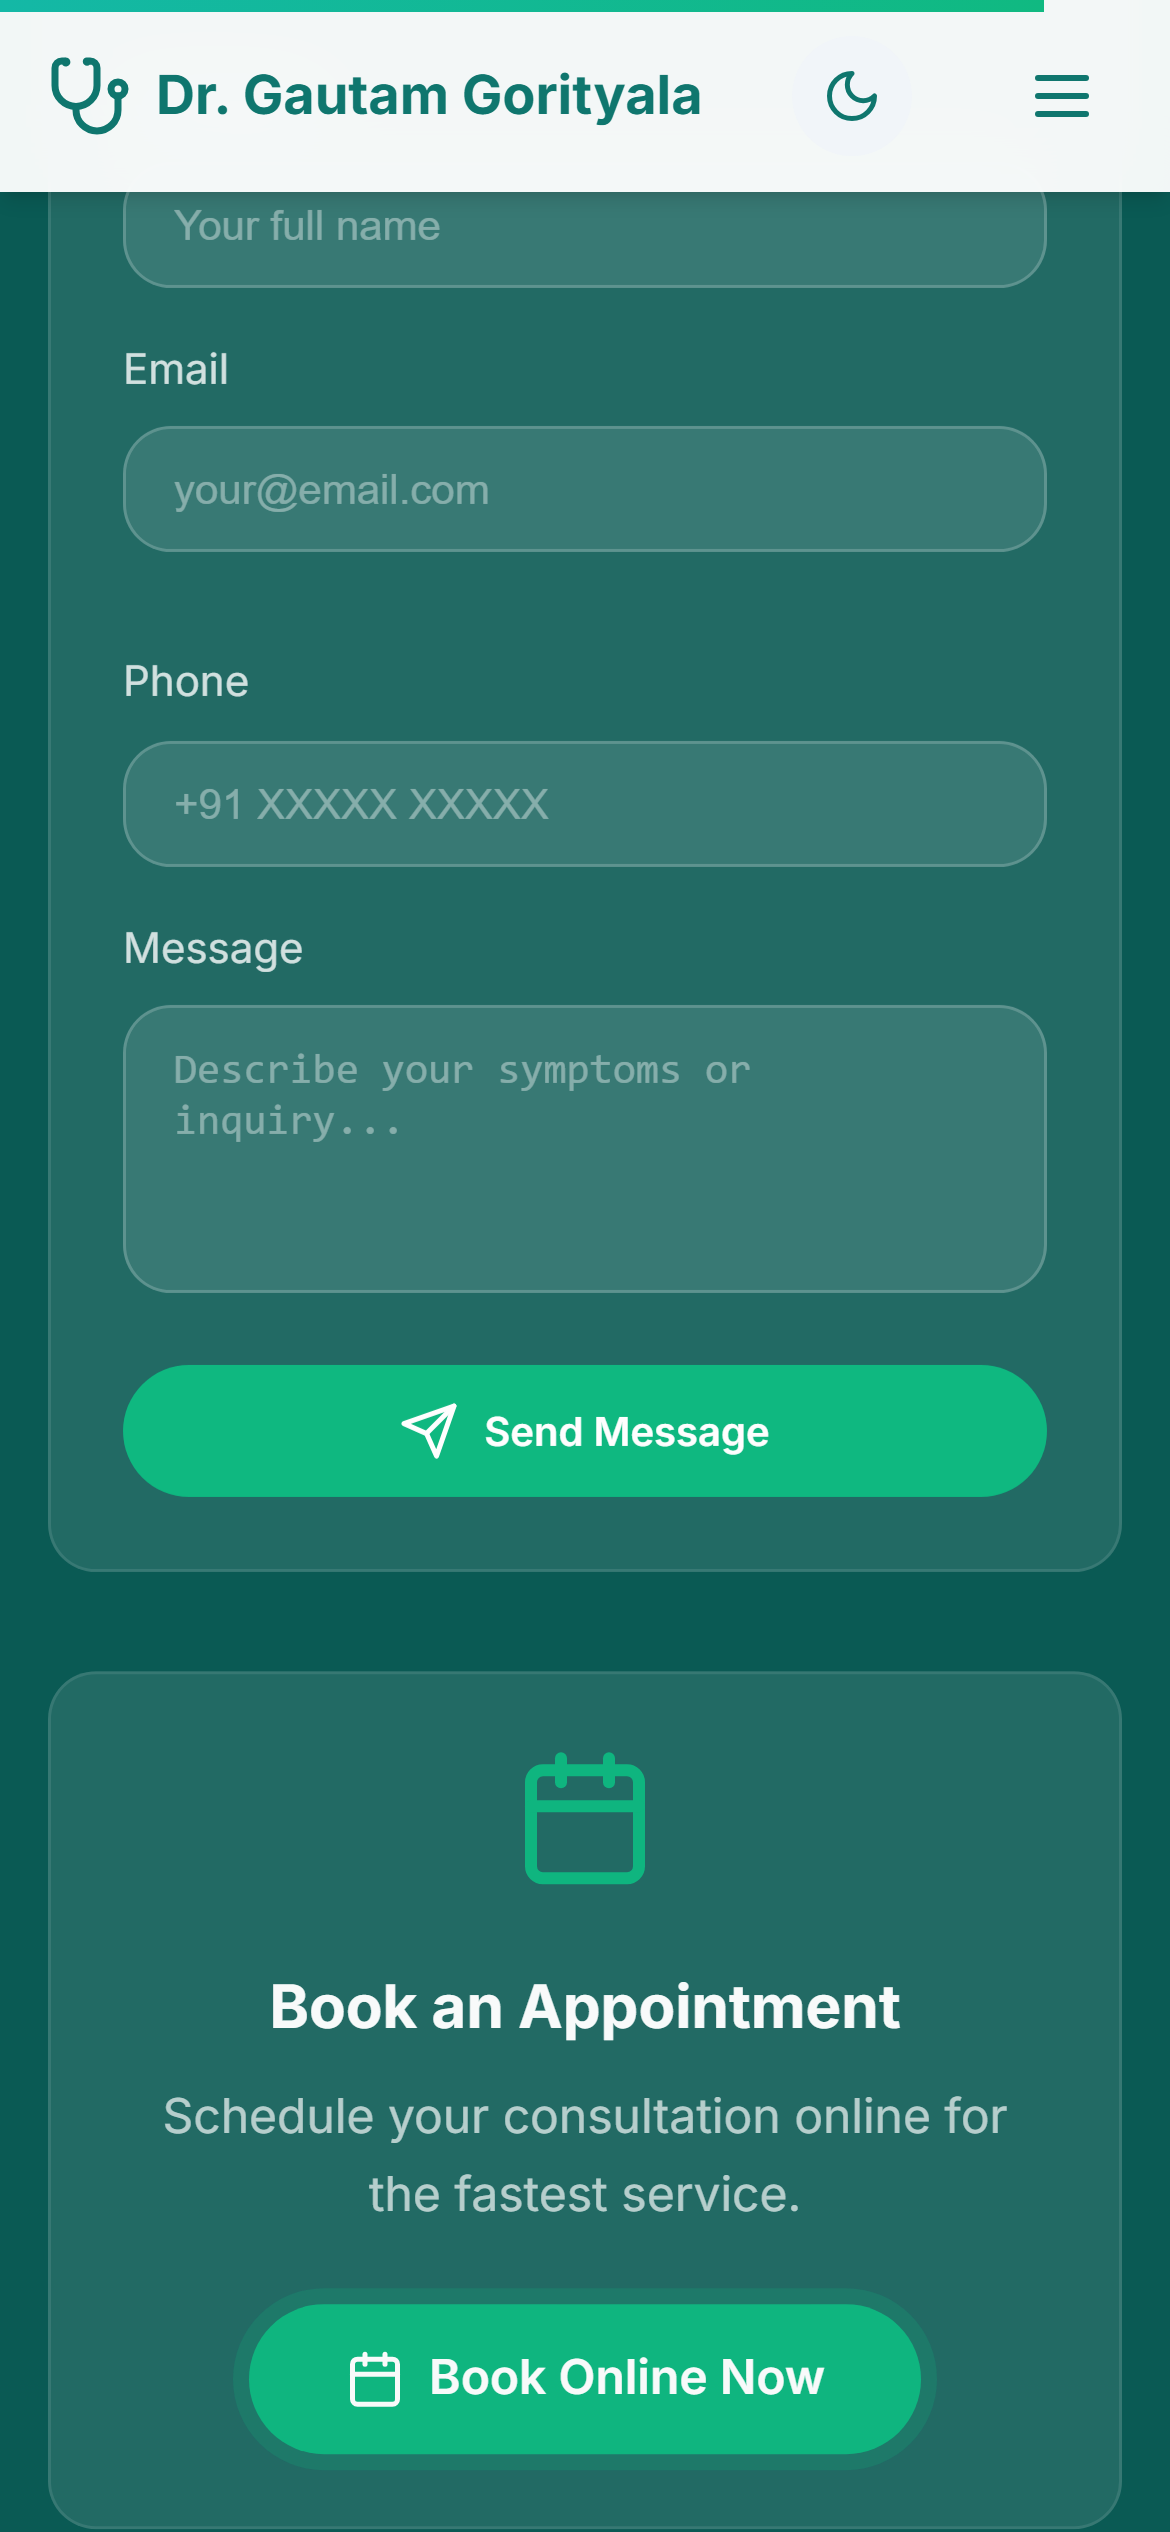 Dr. Gautam Gorityala
Your full name
Email
your@email.com
Phone
+91 XXXXX XXXXX
Message
Describe your symptoms or
inquiry...
Send Message
Book an Appointment
Schedule your consultation online for
the fastest service.
Book Online Now